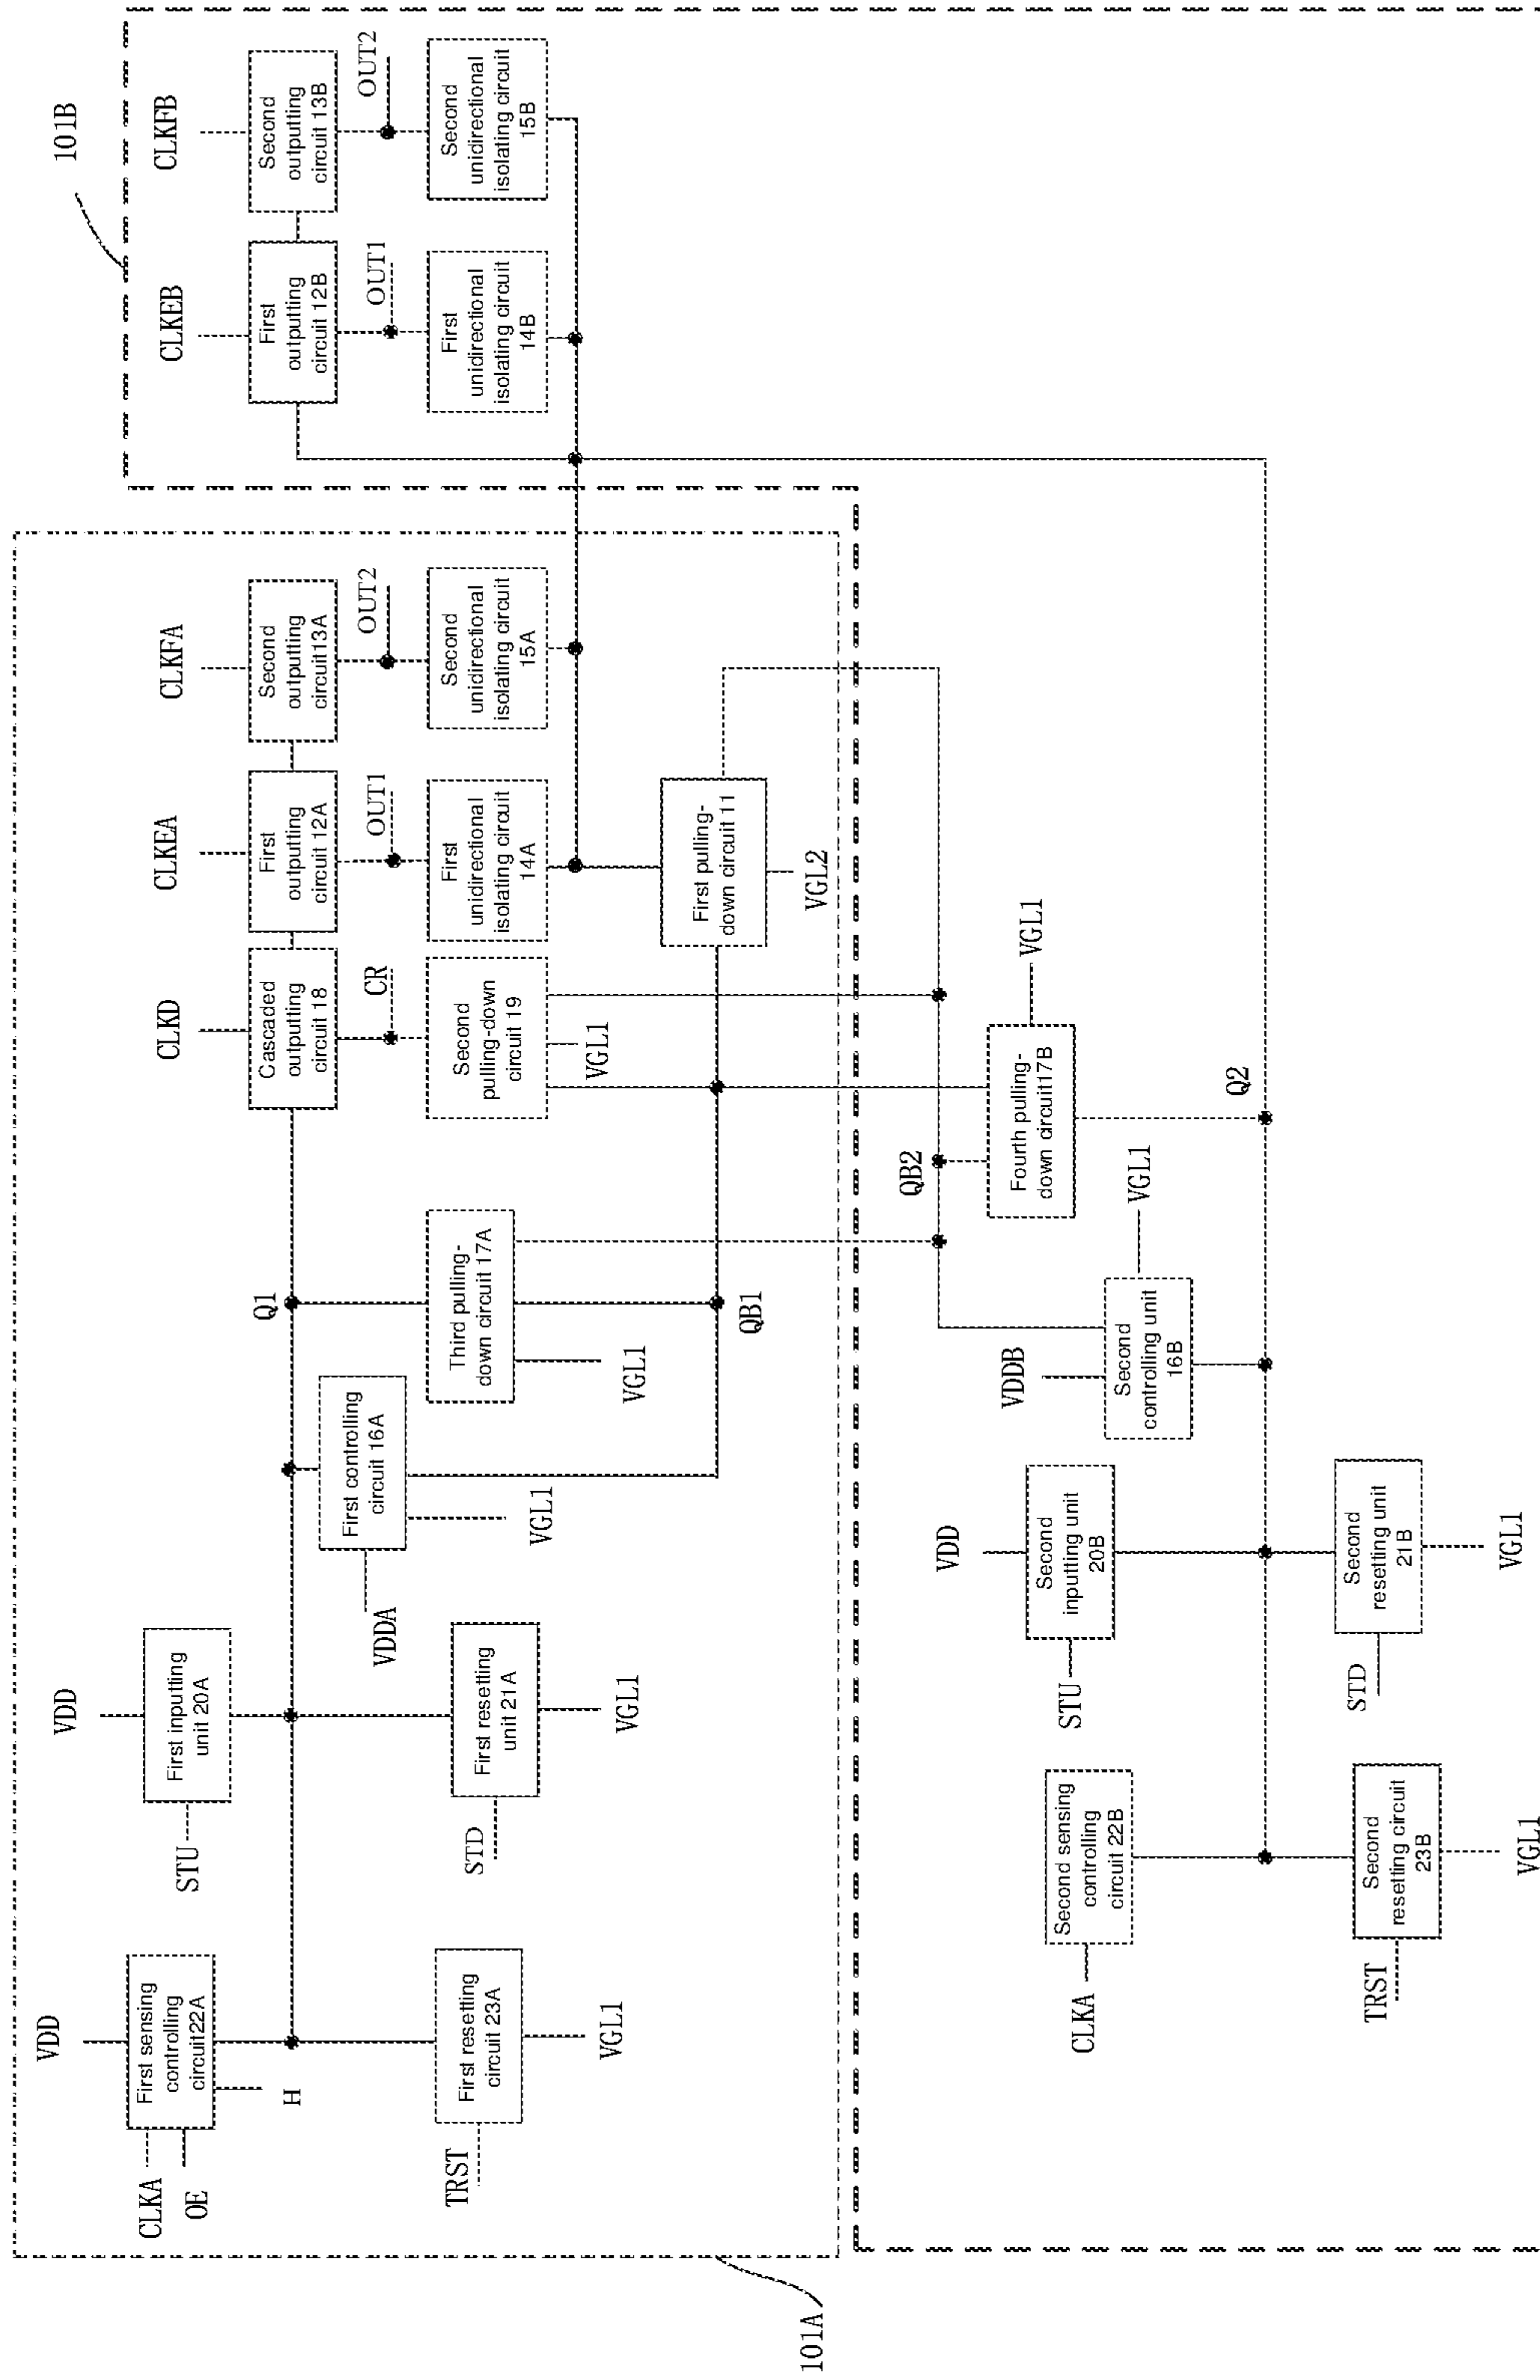 101A
101B
CLKA
OE
VDD
First sensing
controlling
circuit22A
H
TRST
First resetting
circuit 23A
VGL1
STU
VDD
First inputting
unit 20A
STD
First resetting
unit 21A
VGL1
VDDA
First controlling
circuit 16A
VGL1
Q1
Third pulling-
down circuit 17A
VGL1
QB1
CLKD
Cascaded
outputting
circuit 18
CR
Second
pulling-down
circuit 19
VGL1
CLKEA
First
outputting
circuit 12A
OUT1
First
unidirectional
isolating circuit
14A
First pulling-
down circuit 11
VGL2
CLKFA
Second
outputting
circuit13A
OUT2
Second
unidirectional
isolating circuit
15A
CLKEB
First
outputting
circuit 12B
OUT1
First
unidirectional
isolating circuit
14B
CLKFB
Second
outputting
circuit 13B
OUT2
Second
unidirectional
isolating circuit
15B
CLKA
Second sensing
controlling
circuit 22B
TRST
Second
resetting circuit
23B
VGL1
STU
VDD
Second
inputting unit
20B
STD
Second
resetting unit
21B
VGL1
VDDB
Second
controlling unit
16B
VGL1
QB2
Fourth pulling-
down circuit17B
VGL1
Q2